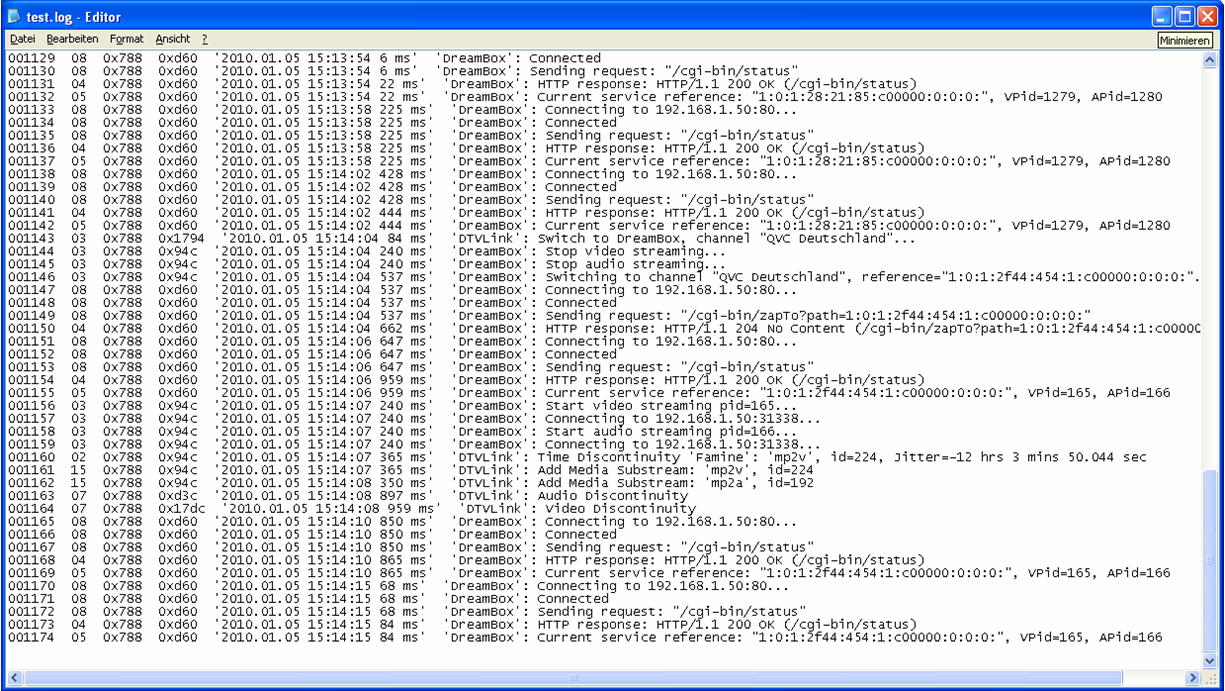 test.log - Editor
Datei Bearbeiten Format Ansicht ?
Minimieren
001129 08 0x788 0xd60 '2010.01.05 15:13:54 6 ms' 'DreamBox': Connected
001130 08 0x788 0xd60 '2010.01.05 15:13:54 6 ms' 'DreamBox': Sending request: "/cgi-bin/status"
001131 04 0x788 0xd60 '2010.01.05 15:13:54 22 ms' 'DreamBox': HTTP response: HTTP/1.1 200 OK (/cgi-bin/status)
001132 05 0x788 0xd60 '2010.01.05 15:13:54 22 ms' 'DreamBox': Current service reference: "1:0:1:28:21:85:c00000:0:0:0:", VPid=1279, APid=1280
001133 08 0x788 0xd60 '2010.01.05 15:13:58 225 ms' 'DreamBox': Connecting to 192.168.1.50:80...
001134 08 0x788 0xd60 '2010.01.05 15:13:58 225 ms' 'DreamBox': Connected
001135 08 0x788 0xd60 '2010.01.05 15:13:58 225 ms' 'DreamBox': Sending request: "/cgi-bin/status"
001136 04 0x788 0xd60 '2010.01.05 15:13:58 225 ms' 'DreamBox': HTTP response: HTTP/1.1 200 OK (/cgi-bin/status)
001137 05 0x788 0xd60 '2010.01.05 15:13:58 225 ms' 'DreamBox': Current service reference: "1:0:1:28:21:85:c00000:0:0:0:", VPid=1279, APid=1280
001138 08 0x788 0xd60 '2010.01.05 15:14:02 428 ms' 'DreamBox': Connecting to 192.168.1.50:80...
001139 08 0x788 0xd60 '2010.01.05 15:14:02 428 ms' 'DreamBox': Connected
001140 08 0x788 0xd60 '2010.01.05 15:14:02 428 ms' 'DreamBox': Sending request: "/cgi-bin/status"
001141 04 0x788 0xd60 '2010.01.05 15:14:02 444 ms' 'DreamBox': HTTP response: HTTP/1.1 200 OK (/cgi-bin/status)
001142 05 0x788 0xd60 '2010.01.05 15:14:02 444 ms' 'DreamBox': Current service reference: "1:0:1:28:21:85:c00000:0:0:0:", VPid=1279, APid=1280
001143 03 0x788 0x1794 '2010.01.05 15:14:04 84 ms' 'DTVLink': Switch to DreamBox, channel "QVC Deutschland"...
001144 03 0x788 0x94c '2010.01.05 15:14:04 240 ms' 'DreamBox': Stop video streaming...
001145 03 0x788 0x94c '2010.01.05 15:14:04 240 ms' 'DreamBox': Stop audio streaming...
001146 03 0x788 0x94c '2010.01.05 15:14:04 537 ms' 'DreamBox': Switching to channel "QVC Deutschland", reference="1:0:1:2f44:454:1:c00000:0:0:0:".
001147 08 0x788 0x94c '2010.01.05 15:14:04 537 ms' 'DreamBox': Connecting to 192.168.1.50:80...
001148 08 0x788 0x94c '2010.01.05 15:14:04 537 ms' 'DreamBox': Connected
001149 08 0x788 0x94c '2010.01.05 15:14:04 537 ms' 'DreamBox': Sending request: "/cgi-bin/zapTo?path=1:0:1:2f44:454:1:c00000:0:0:0:"
001150 04 0x788 0x94c '2010.01.05 15:14:04 662 ms' 'DreamBox': HTTP response: HTTP/1.1 204 No Content (/cgi-bin/zapTo?path=1:0:1:2f44:454:1:c0000C
001151 08 0x788 0xd60 '2010.01.05 15:14:06 647 ms' 'DreamBox': Connecting to 192.168.1.50:80...
001152 08 0x788 0xd60 '2010.01.05 15:14:06 647 ms' 'DreamBox': Connected
001153 08 0x788 0xd60 '2010.01.05 15:14:06 647 ms' 'DreamBox': Sending request: "/cgi-bin/status"
001154 04 0x788 0xd60 '2010.01.05 15:14:06 959 ms' 'DreamBox': HTTP response: HTTP/1.1 200 OK (/cgi-bin/status)
001155 05 0x788 0xd60 '2010.01.05 15:14:06 959 ms' 'DreamBox': Current service reference: "1:0:1:2f44:454:1:c00000:0:0:0:", VPid=165, APid=166
001156 03 0x788 0x94c '2010.01.05 15:14:07 240 ms' 'DreamBox': Start video streaming pid=165...
001157 03 0x788 0x94c '2010.01.05 15:14:07 240 ms' 'DreamBox': Connecting to 192.168.1.50:31338...
001158 03 0x788 0x94c '2010.01.05 15:14:07 240 ms' 'DreamBox': Start audio streaming pid=166...
001159 03 0x788 0x94c '2010.01.05 15:14:07 240 ms' 'DreamBox': Connecting to 192.168.1.50:31338...
001160 02 0x788 0x94c '2010.01.05 15:14:07 365 ms' 'DTVLink': Time Discontinuity 'Famine': 'mp2v', id=224, Jitter=-12 hrs 3 mins 50.044 sec
001161 15 0x788 0x94c '2010.01.05 15:14:07 365 ms' 'DTVLink': Add Media Substream: 'mp2v', id=224
001162 15 0x788 0x94c '2010.01.05 15:14:08 350 ms' 'DTVLink': Add Media Substream: 'mp2a', id=192
001163 07 0x788 0xd3c '2010.01.05 15:14:08 897 ms' 'DTVLink': Audio Discontinuity
001164 07 0x788 0x17dc '2010.01.05 15:14:08 959 ms' 'DTVLink': Video Discontinuity
001165 08 0x788 0xd60 '2010.01.05 15:14:10 850 ms' 'DreamBox': Connecting to 192.168.1.50:80...
001166 08 0x788 0xd60 '2010.01.05 15:14:10 850 ms' 'DreamBox': Connected
001167 08 0x788 0xd60 '2010.01.05 15:14:10 850 ms' 'DreamBox': Sending request: "/cgi-bin/status"
001168 04 0x788 0xd60 '2010.01.05 15:14:10 865 ms' 'DreamBox': HTTP response: HTTP/1.1 200 OK (/cgi-bin/status)
001169 05 0x788 0xd60 '2010.01.05 15:14:10 865 ms' 'DreamBox': Current service reference: "1:0:1:2f44:454:1:c00000:0:0:0:", VPid=165, APid=166
001170 08 0x788 0xd60 '2010.01.05 15:14:15 68 ms' 'DreamBox': Connecting to 192.168.1.50:80...
001171 08 0x788 0xd60 '2010.01.05 15:14:15 68 ms' 'DreamBox': Connected
001172 08 0x788 0xd60 '2010.01.05 15:14:15 68 ms' 'DreamBox': Sending request: "/cgi-bin/status"
001173 04 0x788 0xd60 '2010.01.05 15:14:15 84 ms' 'DreamBox': HTTP response: HTTP/1.1 200 OK (/cgi-bin/status)
001174 05 0x788 0xd60 '2010.01.05 15:14:15 84 ms' 'DreamBox': Current service reference: "1:0:1:2f44:454:1:c00000:0:0:0:", VPid=165, APid=166